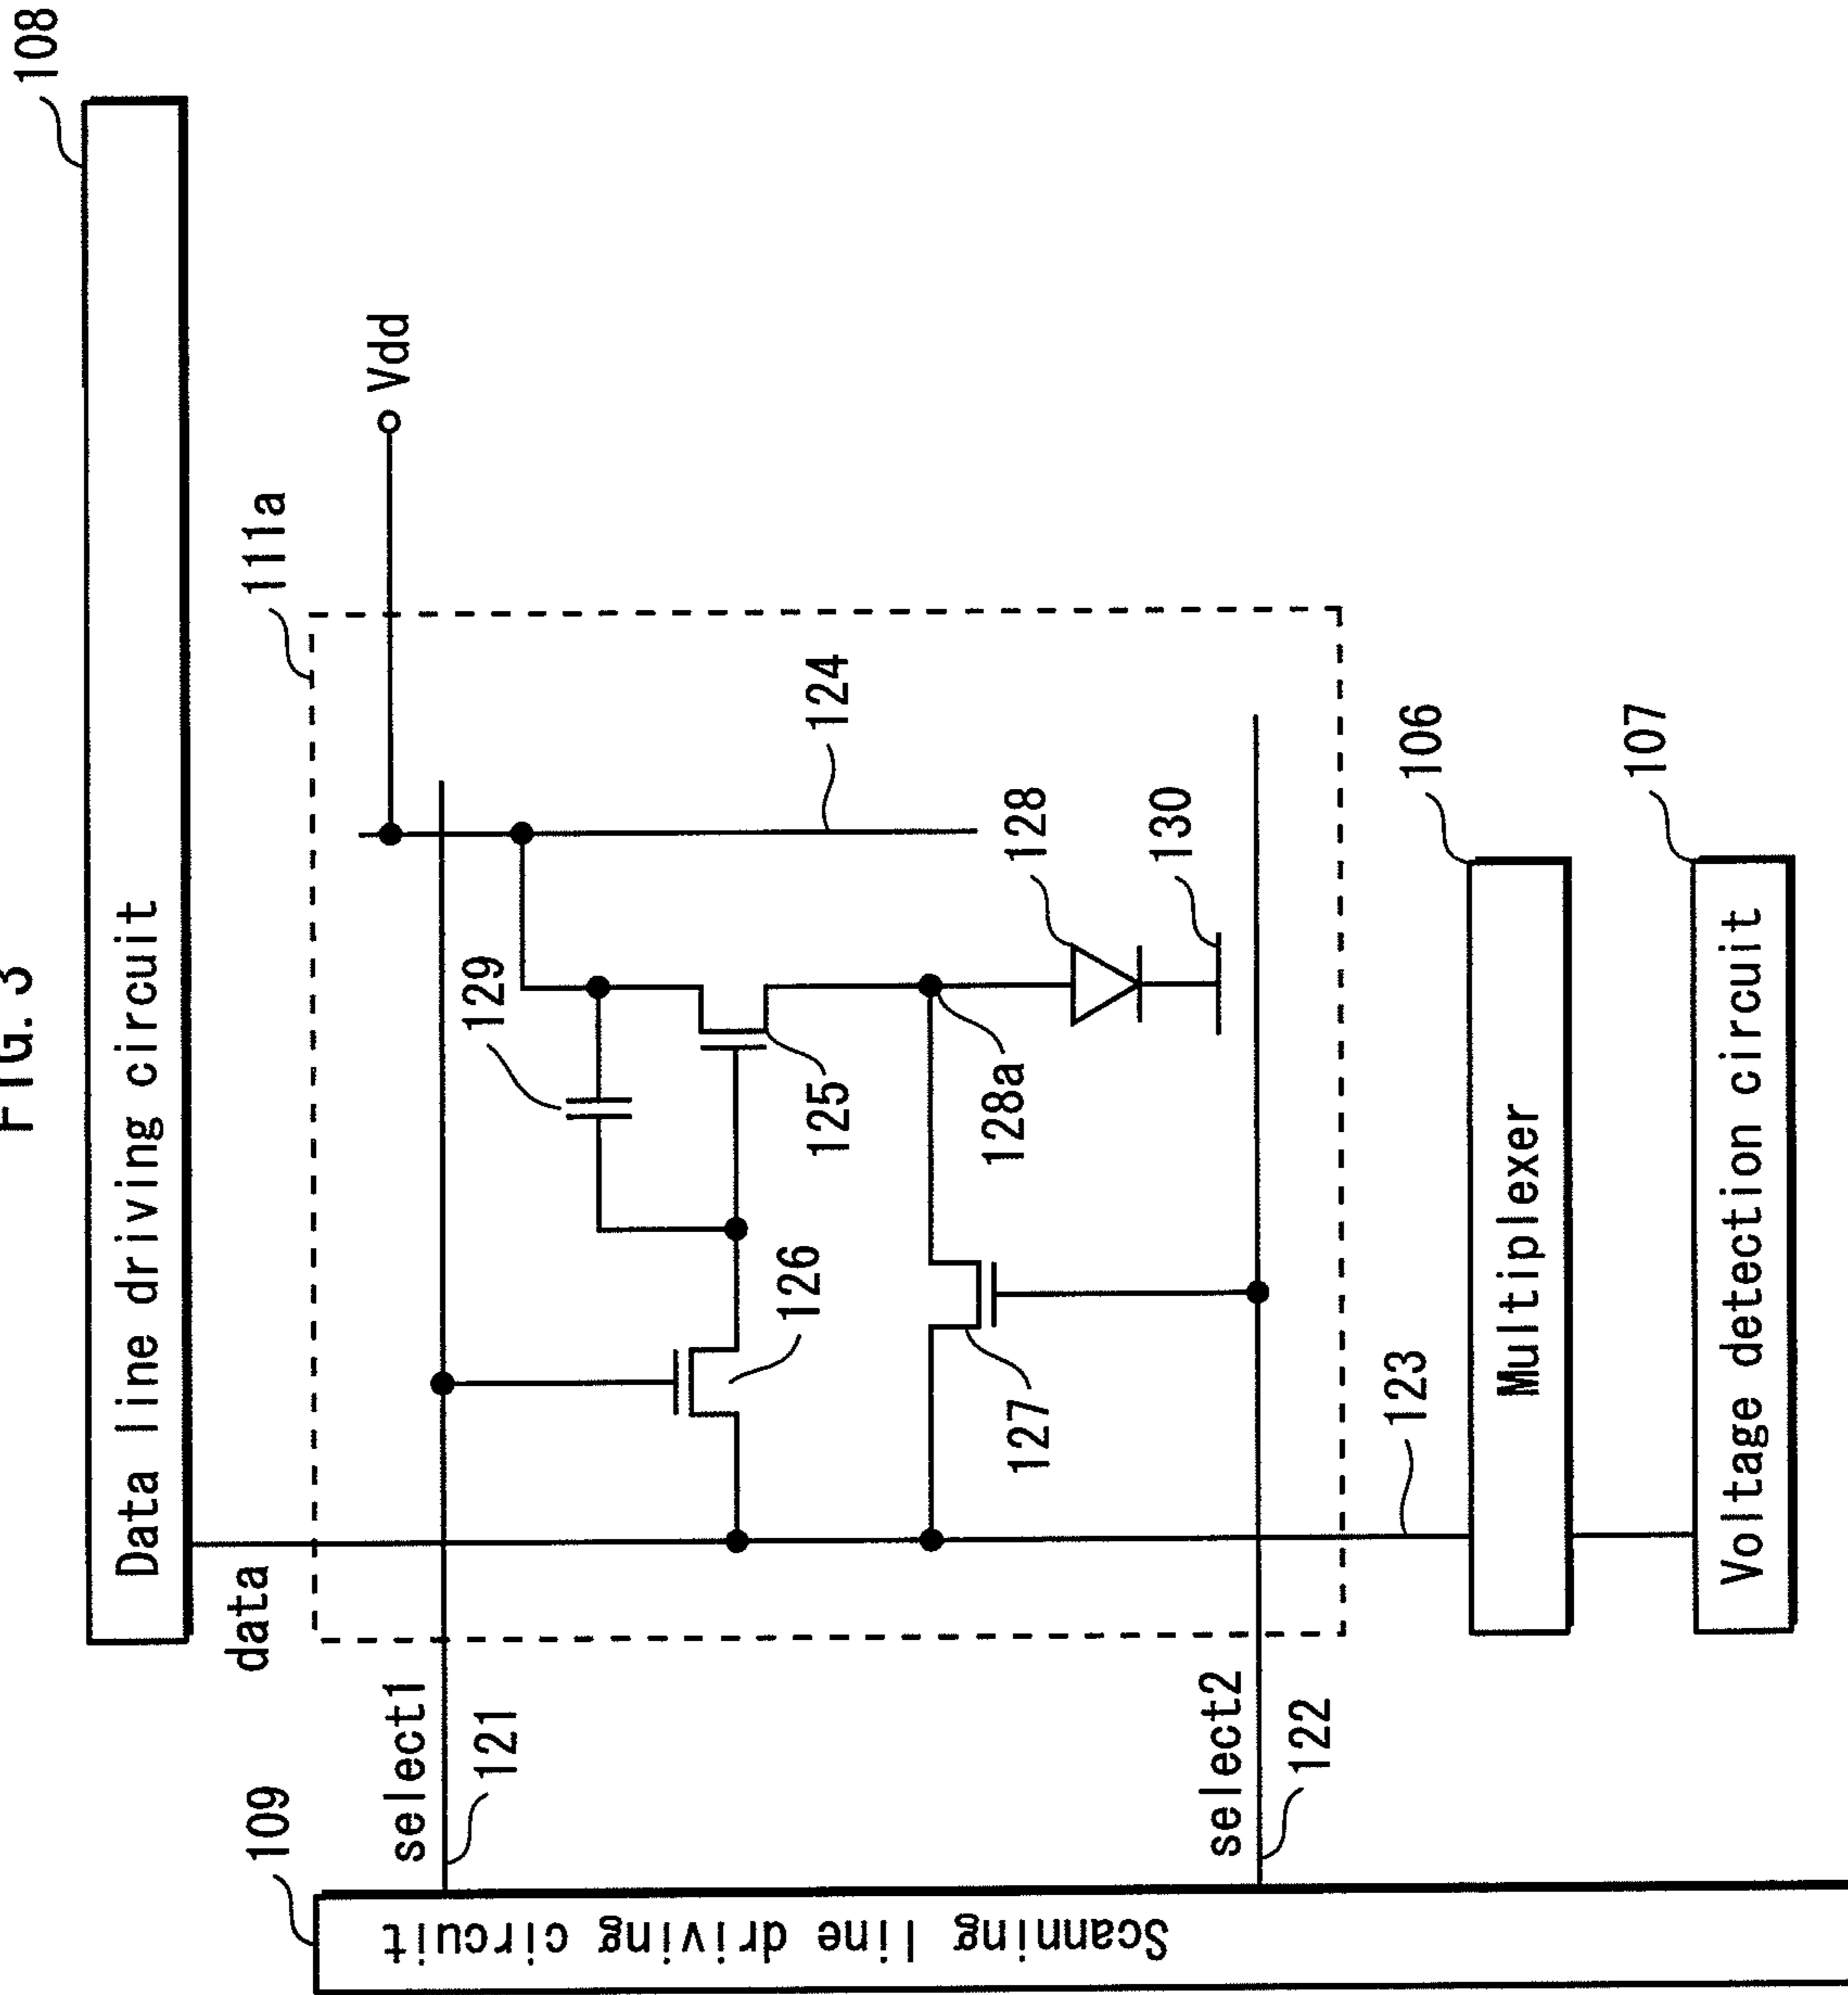 FIG. 3
108
Data line driving circuit
data
111a
Vdd
109
Scanning line driving circuit
select1
121
129
124
126
125
128
128a
127
130
select2
122
123
106
Multiplexer
107
Voltage detection circuit